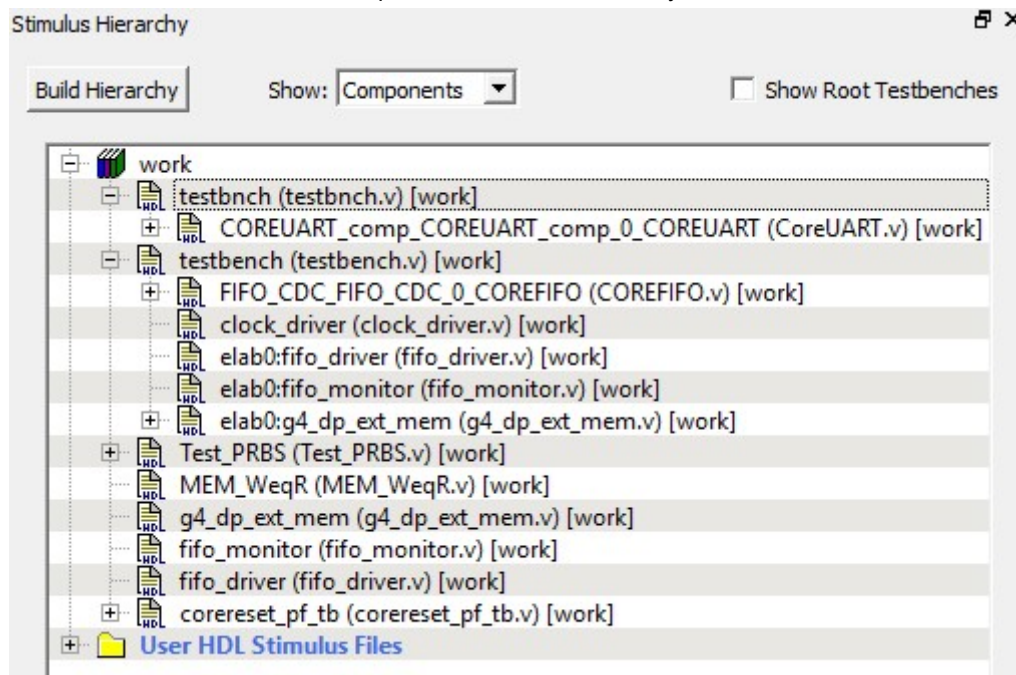 Stimulus Hierarchy
Build Hierarchy Show: Components Show Root Testbenches
work
testbnch (testbnch.v) [work]
COREUART_comp_COREUART_comp_0_COREUART (CoreUART.v) [work]
testbench (testbench.v) [work]
FIFO_CDC_FIFO_CDC_0_COREFIFO (COREFIFO.v) [work]
clock_driver (clock_driver.v) [work]
elab0:fifo_driver (fifo_driver.v) [work]
elab0:fifo_monitor (fifo_monitor.v) [work]
elab0:g4_dp_ext_mem (g4_dp_ext_mem.v) [work]
Test_PRBS (Test_PRBS.v) [work]
MEM_WeqR (MEM_WeqR.v) [work]
g4_dp_ext_mem (g4_dp_ext_mem.v) [work]
fifo_monitor (fifo_monitor.v) [work]
fifo_driver (fifo_driver.v) [work]
corereset_pf_tb (corereset_pf_tb.v) [work]
User HDL Stimulus Files